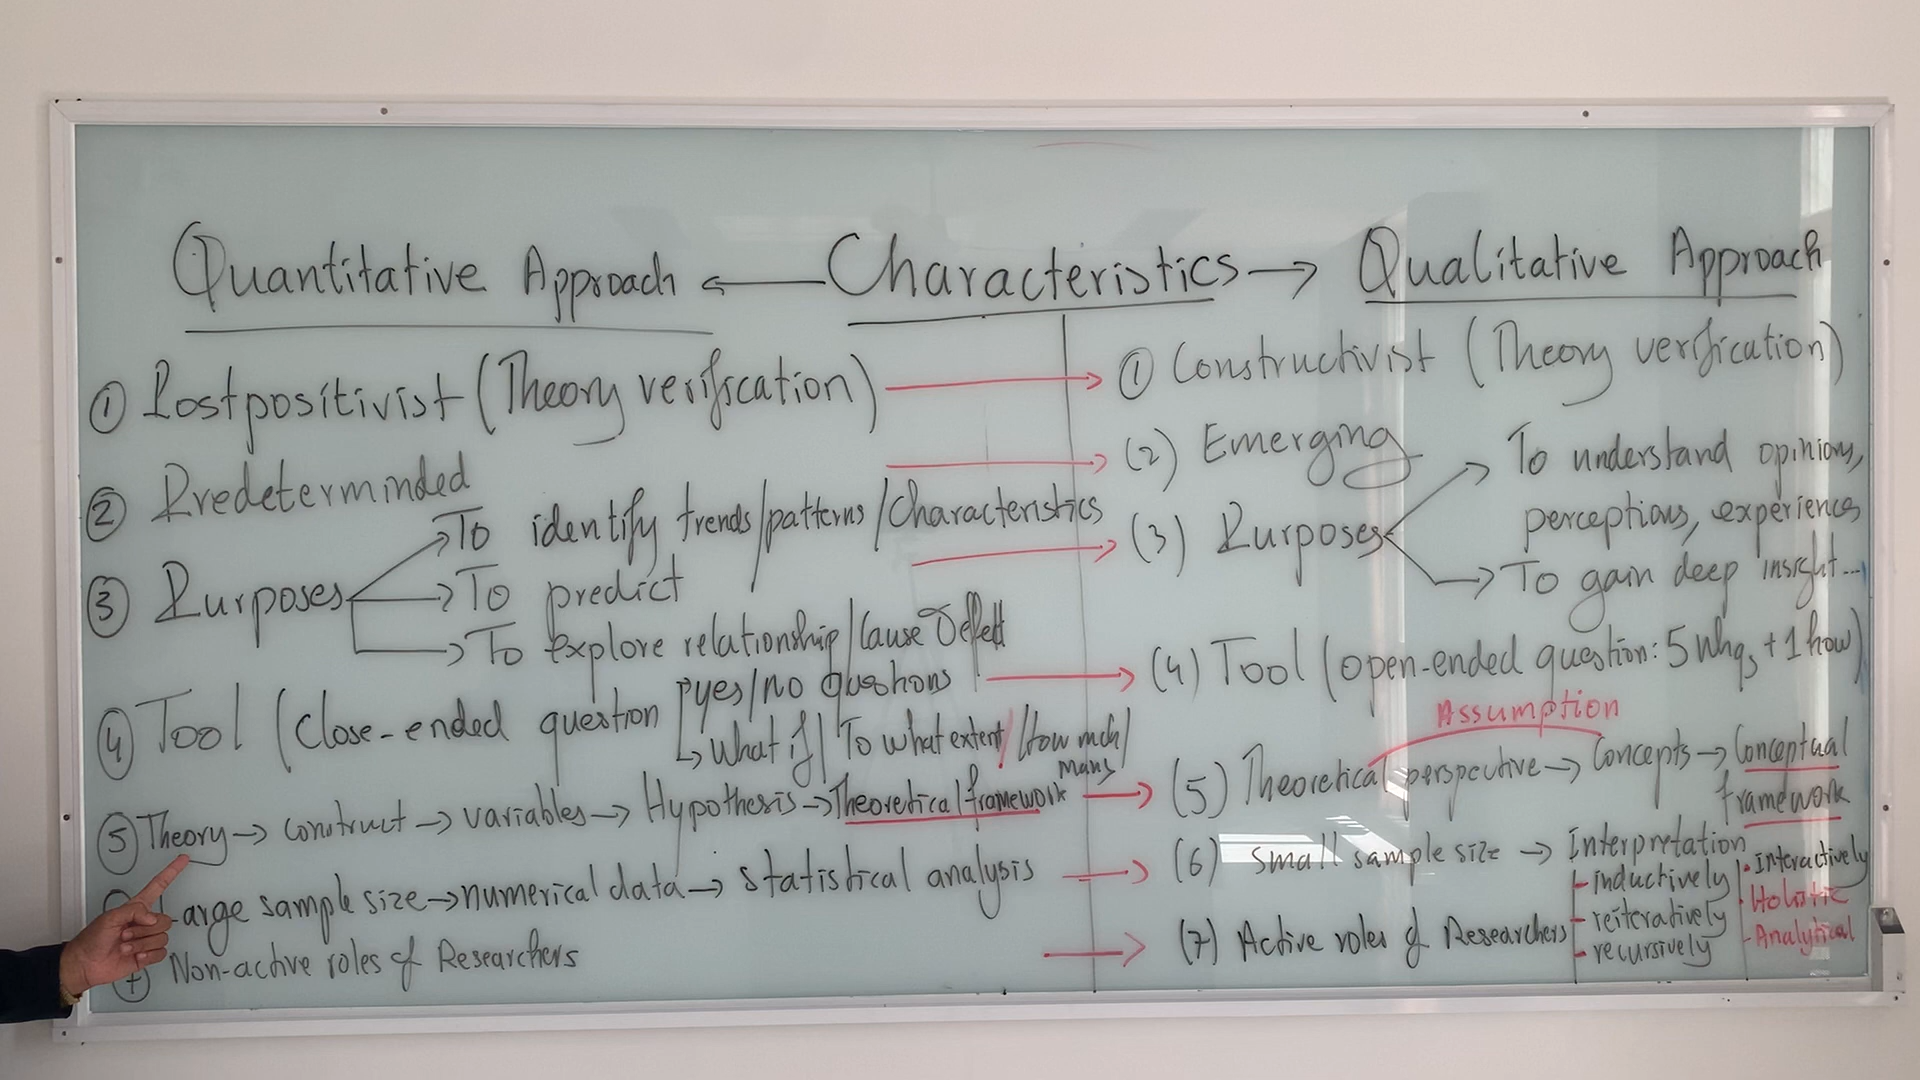 Quantitative Approach ← Characteristics → Qualitative Approach
① Postpositivist (Theory verification)
② Predeterminded
③ Purposes → To identify trends/patterns/characteristics
→ To predict
→ To explore relationship/cause & effect
④ Tool (close-ended question yes/no questions
↳ What if/To what extent/How much/
many
⑤ Theory → construct → variables → Hypothesis → Theoretical framework
Large sample size → numerical data → statistical analysis
7) Non-active roles of Researchers
① Constructivist (Theory verification)
(2) Emerging
(3) Purposes → To understand opinions,
perceptions, experiences
→ To gain deep insight...
(4) Tool (open-ended question: 5 Whqs + 1 how)
Assumption
(5) Theoretical perspective → Concepts → Conceptual
framework
(6) Small sample size → Interpretation
- inductively
- reiteratively
- recursively
• Interactively
• Holistic
- Analytical
(7) Active roles of Researchers